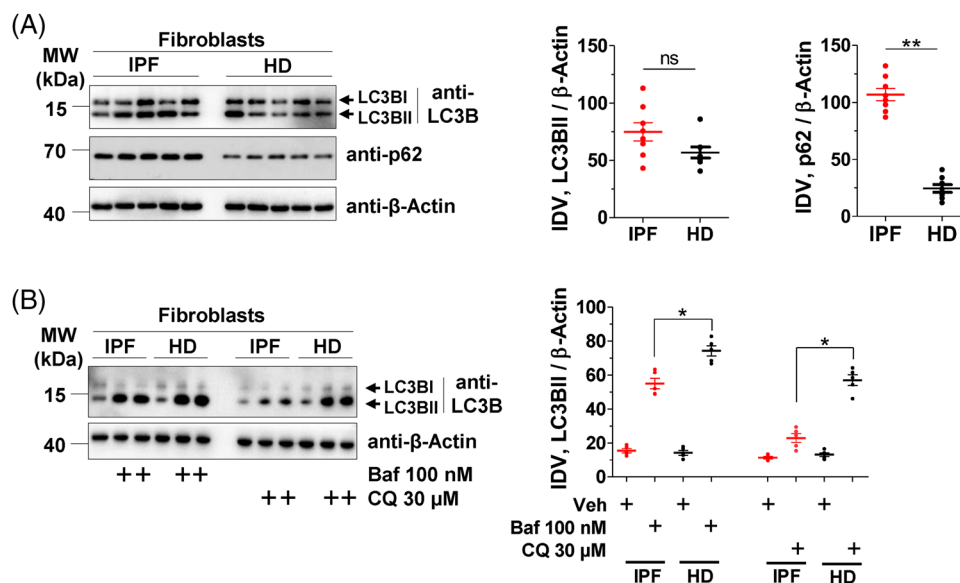 (A)
Fibroblasts
MW
(kDa)
IPF HD
15
LC3BI
LC3BII
anti-
LC3B
70
anti-p62
40
anti-β-Actin
IDV, LC3BII / β-Actin
150
100
50
0
ns
IPF HD
IDV, p62 / β-Actin
150
100
50
0
**
IPF HD
(B)
Fibroblasts
MW
(kDa)
IPF HD IPF HD
15
LC3BI
LC3BII
anti-
LC3B
40
anti-β-Actin
++ ++ Baf 100 nM
++ ++ CQ 30 μM
IDV, LC3BII / β-Actin
100
80
60
40
20
0
* *
Veh + + + +
Baf 100 nM + +
CQ 30 μM + +
IPF HD IPF HD